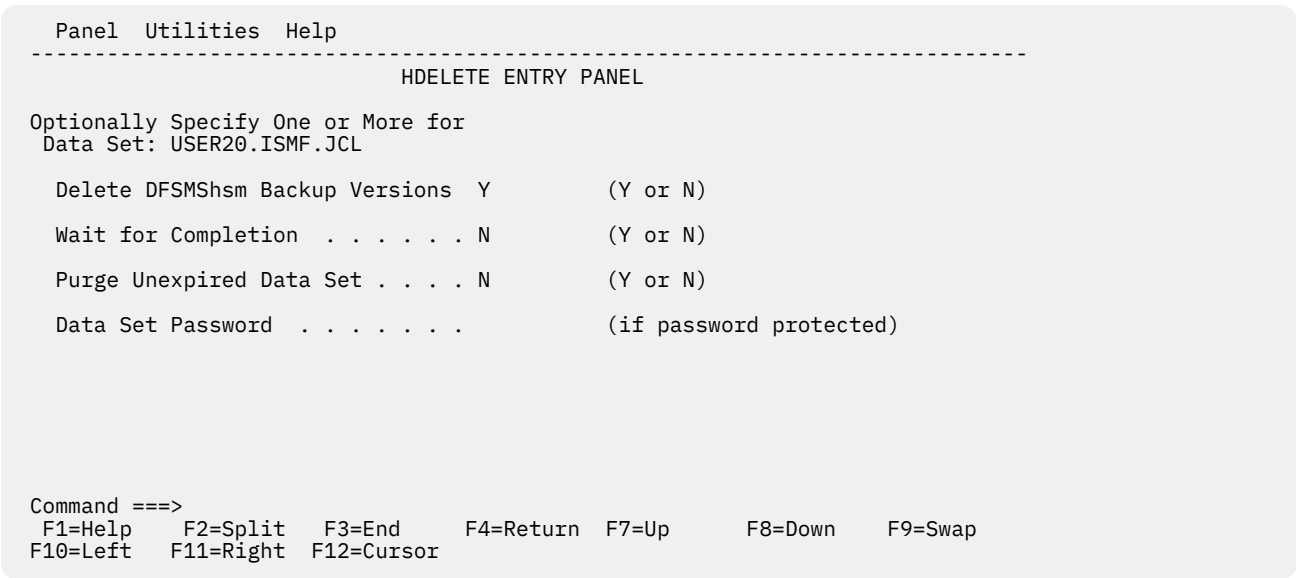 Panel  Utilities  Help
------------------------------------------------------------------------------
HDELETE ENTRY PANEL
Optionally Specify One or More for
Data Set: USER20.ISMF.JCL
Delete DFSMShsm Backup Versions  Y         (Y or N)
Wait for Completion  . . . . . . N         (Y or N)
Purge Unexpired Data Set . . . . N         (Y or N)
Data Set Password  . . . . . . .           (if password protected)
Command ===>
F1=Help    F2=Split   F3=End     F4=Return  F7=Up      F8=Down    F9=Swap
F10=Left   F11=Right  F12=Cursor